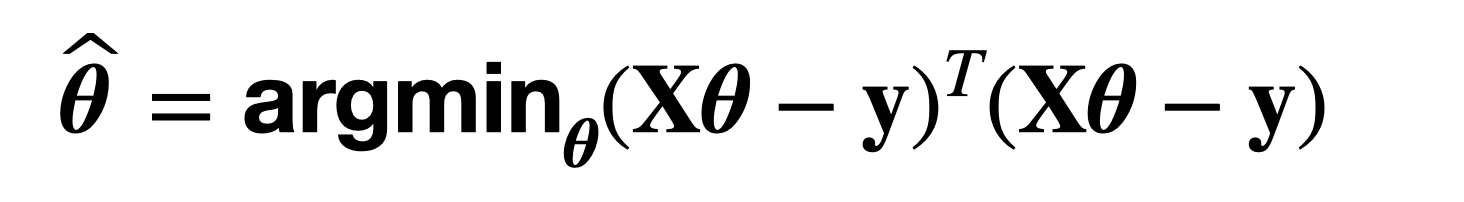 𝜽̂ = argmin_𝜽(𝐗𝜽 − 𝐲)^T(𝐗𝜽 − 𝐲)